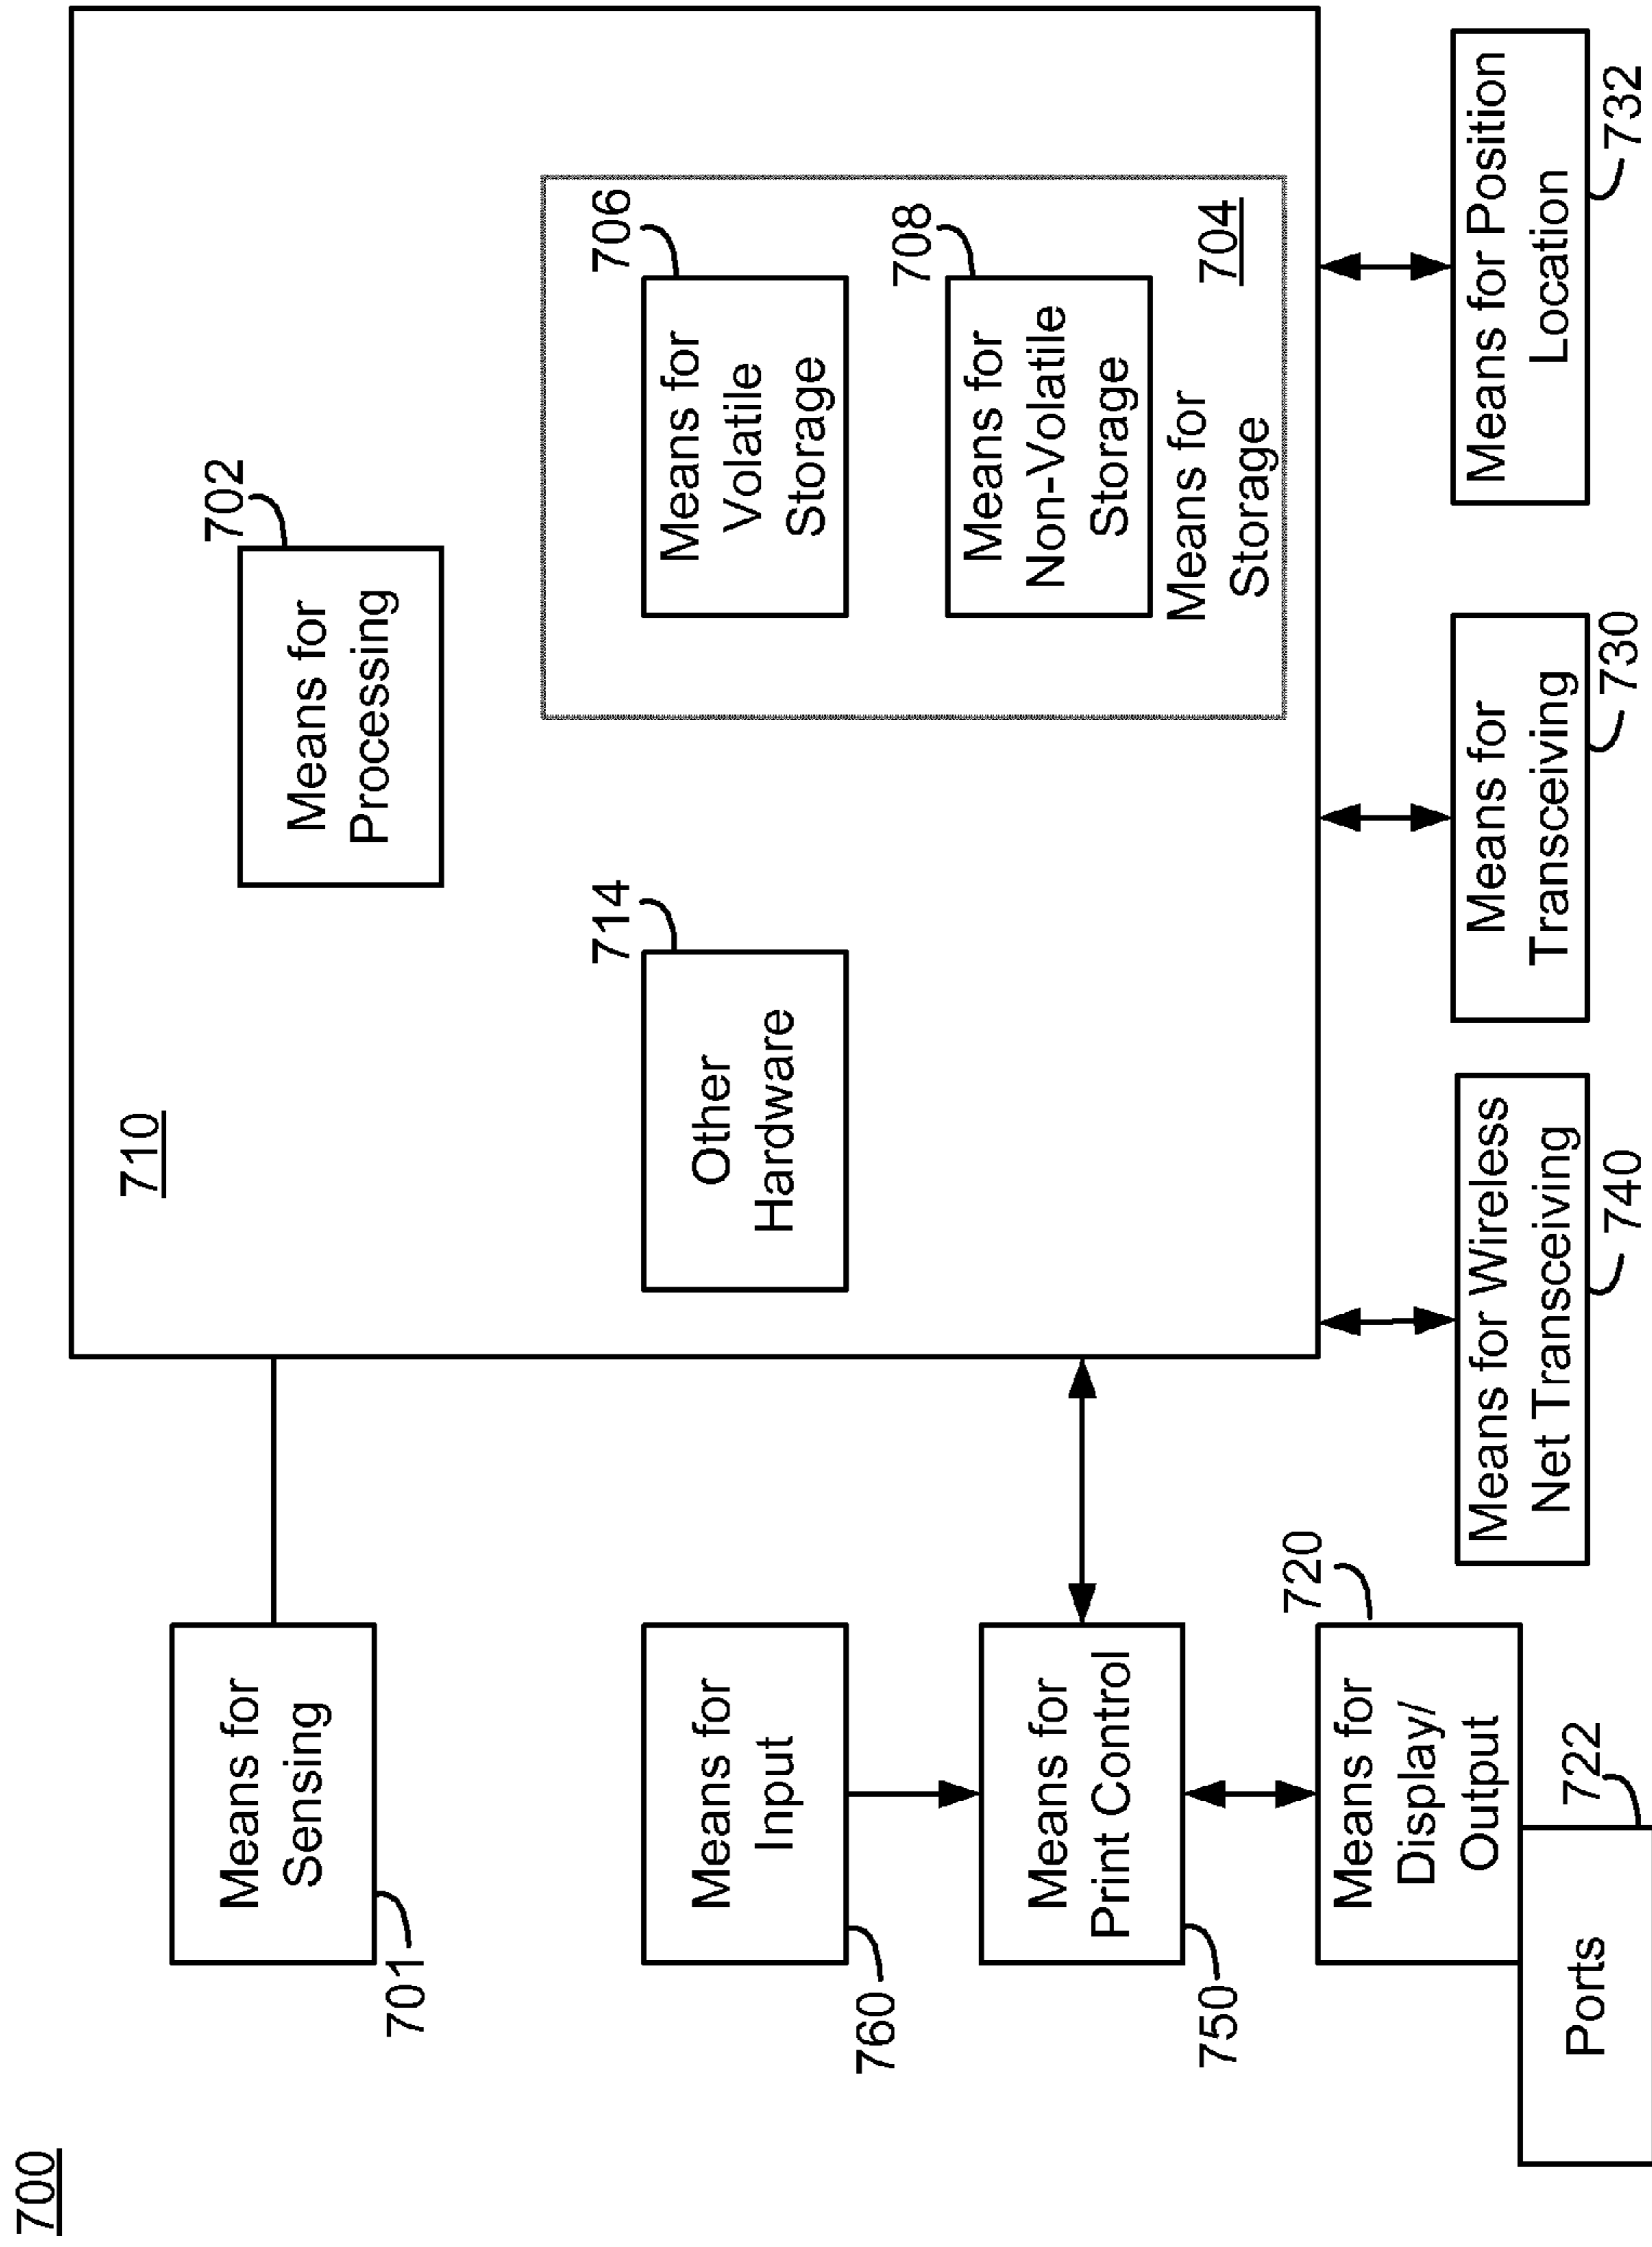 700
710
702
Means for
Processing
Means for
Sensing
701
714
Other
Hardware
706
Means for
Volatile
Storage
708
Means for
Non-Volatile
Storage
Means for
Storage
704
Means for
Input
760
Means for
Print Control
750
720
Means for
Display/
Output
722
Ports
Means for Wireless
Net Transceiving
740
Means for
Transceiving
730
Means for Position
Location
732